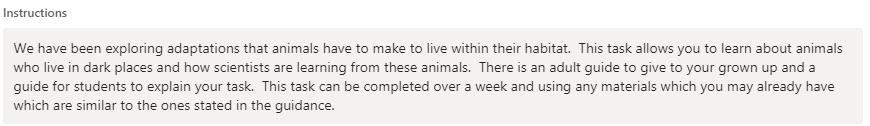 Instructions
We have been exploring adaptations that animals have to make to live within their habitat.  This task allows you to learn about animals
who live in dark places and how scientists are learning from these animals.  There is an adult guide to give to your grown up and a
guide for students to explain your task.  This task can be completed over a week and using any materials which you may already have
which are similar to the ones stated in the guidance.